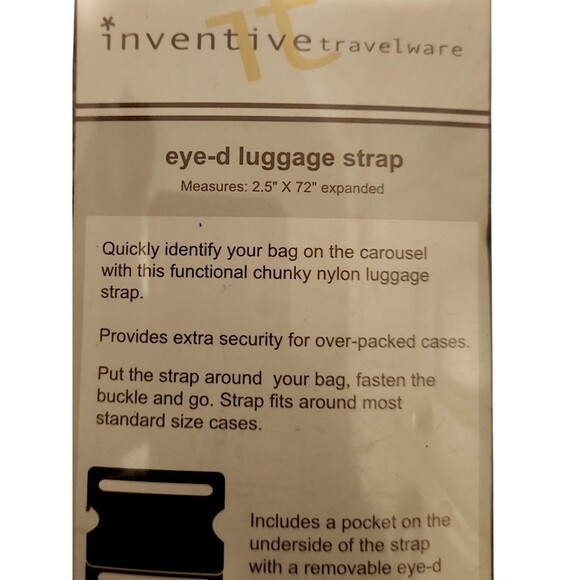 it
*inventive travelware
eye-d luggage strap
Measures: 2.5" X 72" expanded
Quickly identify your bag on the carousel
with this functional chunky nylon luggage
strap.
Provides extra security for over-packed cases.
Put the strap around your bag, fasten the
buckle and go. Strap fits around most
standard size cases.
Includes a pocket on the
underside of the strap
with a removable eye-d